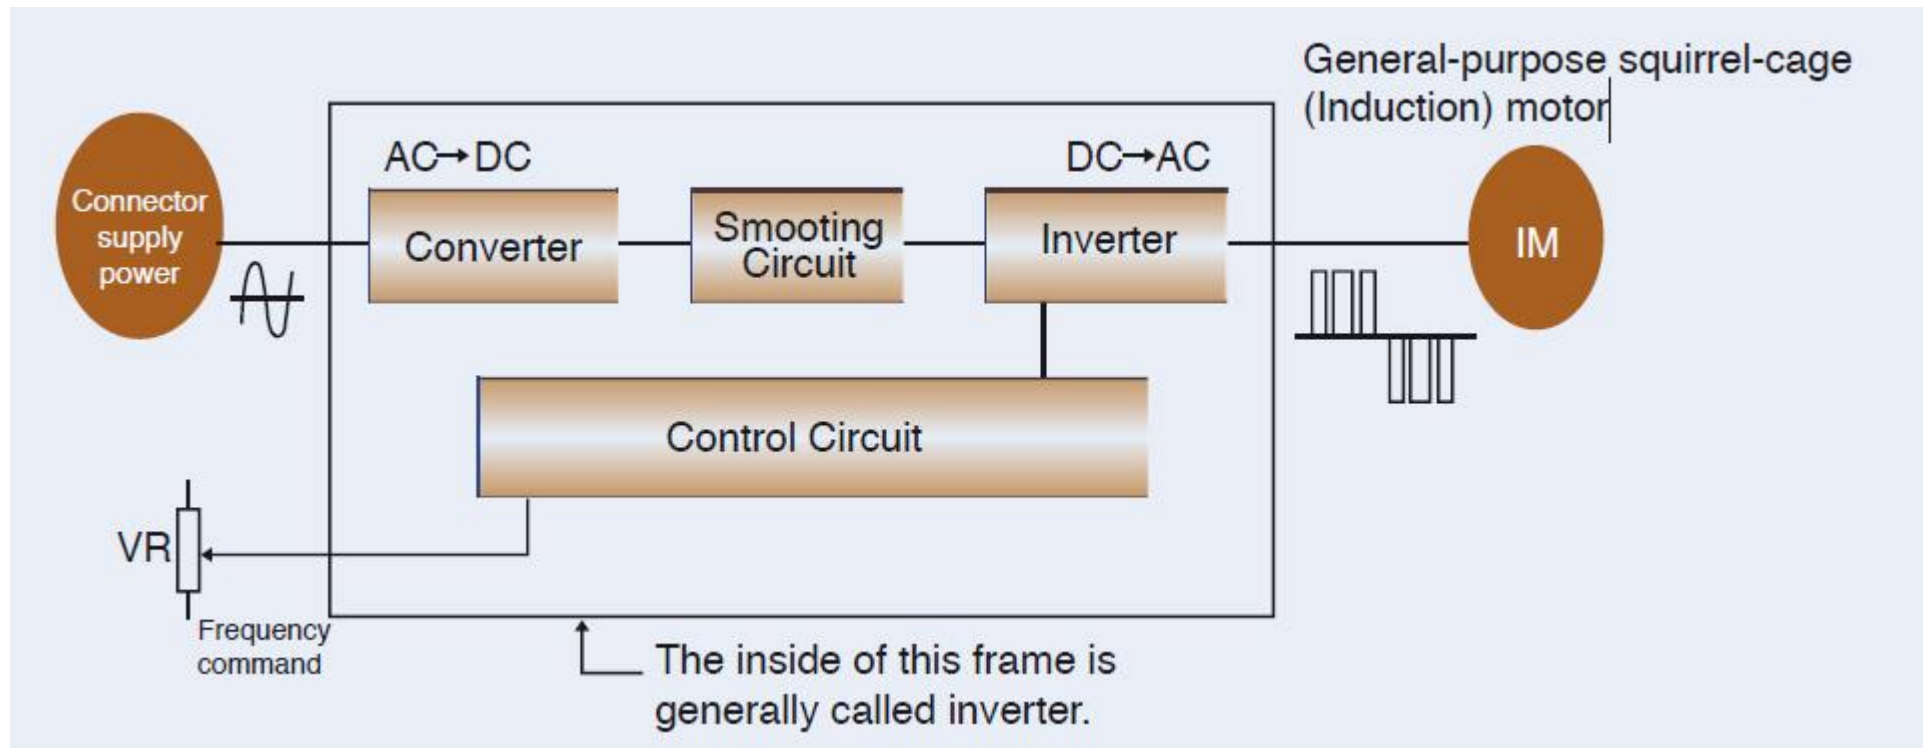 General-purpose squirrel-cage
(Induction) motor
AC→DC
DC→AC
Connector
supply
power
Converter
Smooting
Circuit
Inverter
IM
Control Circuit
VR
Frequency
command
The inside of this frame is
generally called inverter.